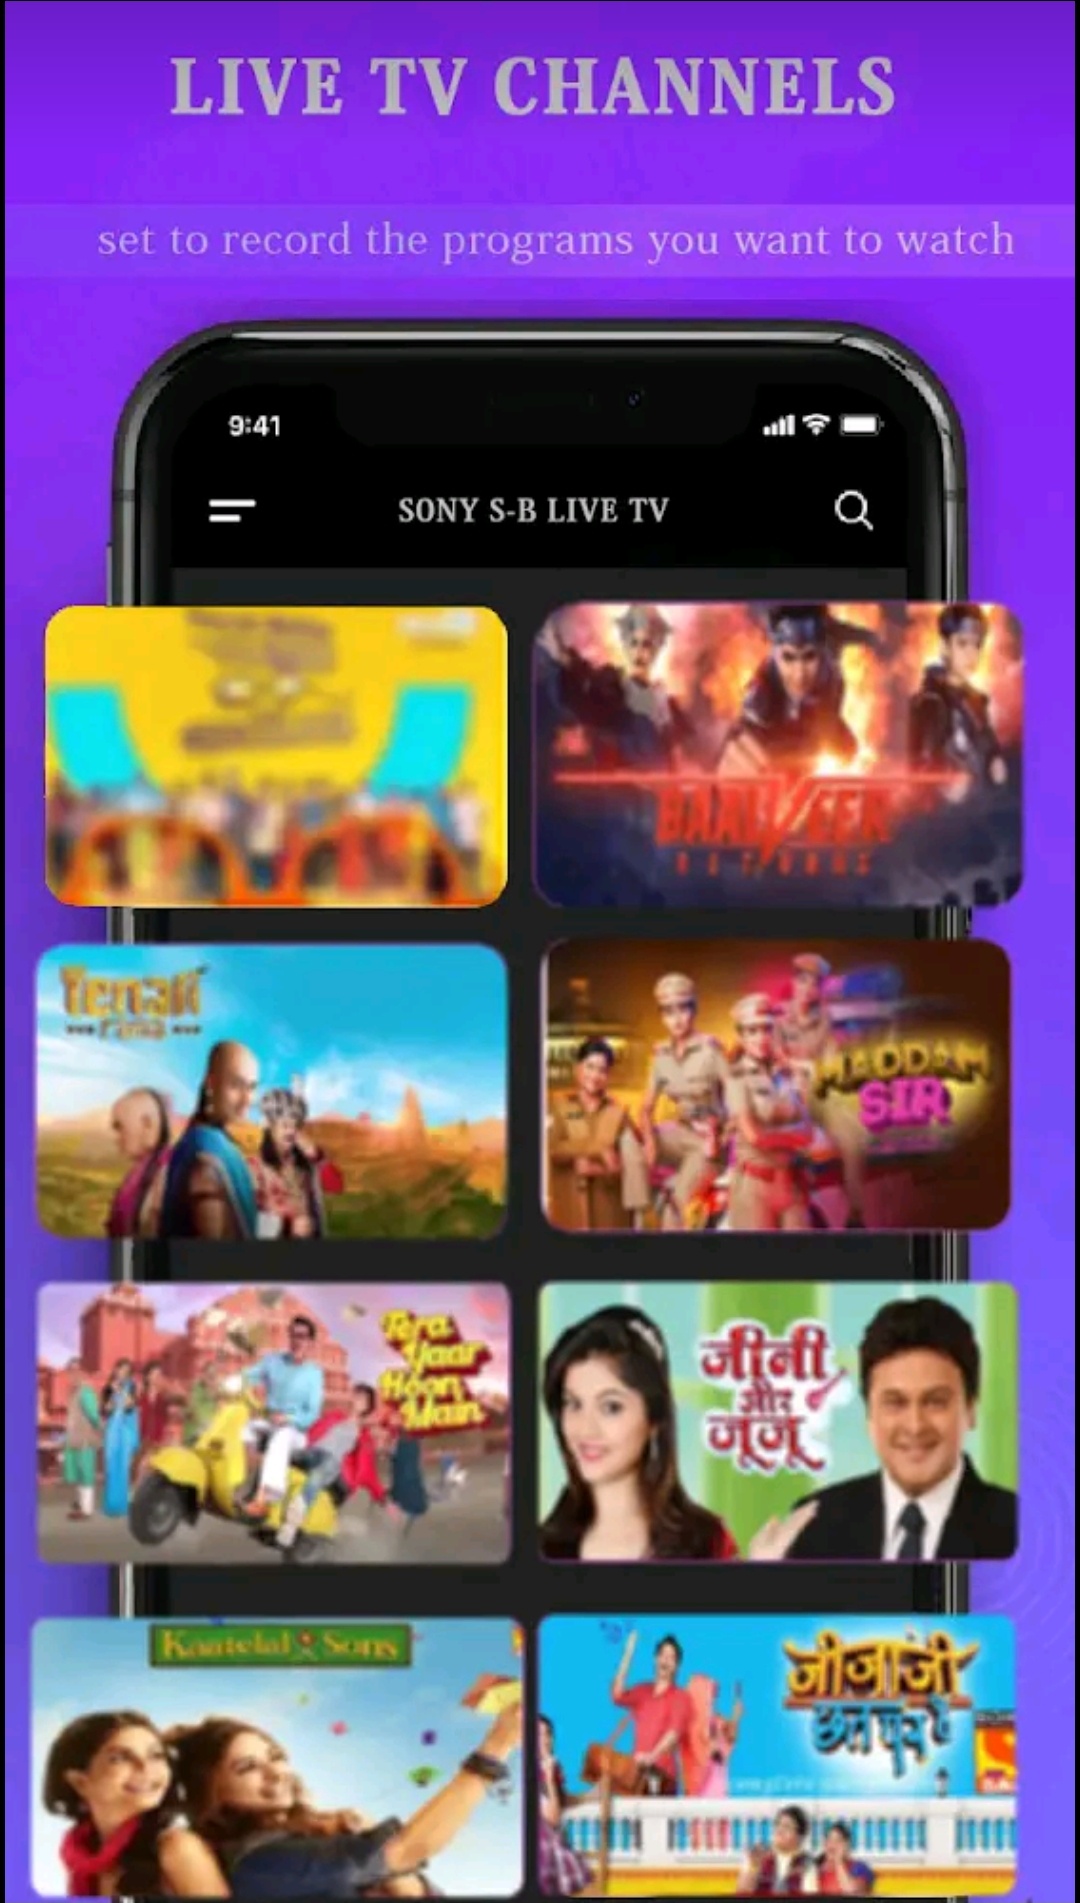 LIVE TV CHANNELS
set to record the programs you want to watch
9:41
SONY S-B LIVE TV
BAALVEER
RETURNS
Tenali
Rama
MADDAM
SIR
Tera
Yaar
Hoon
Main
जीनी
और
जूजू
Kaatelal & Sons
जीजाजी
छत पर है